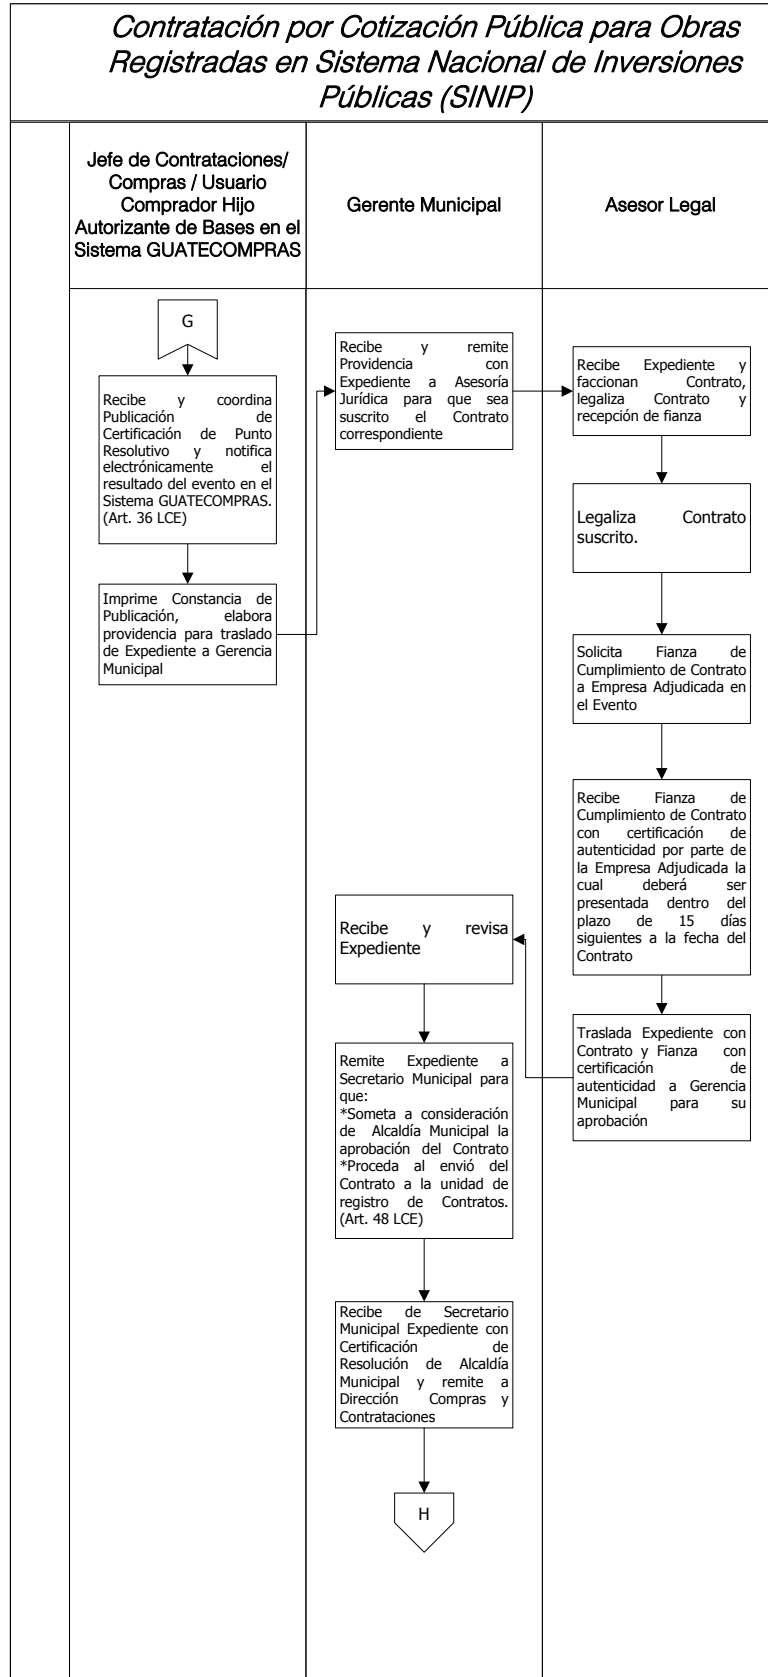 Contratación por Cotización Pública para Obras
Registradas en Sistema Nacional de Inversiones
Públicas (SINIP)
Jefe de Contrataciones/
Compras / Usuario
Comprador Hijo
Autorizante de Bases en el
Sistema GUATECOMPRAS
Gerente Municipal
Asesor Legal
G
Recibe y coordina
Publicación de
Certificación de Punto
Resolutivo y notifica
electrónicamente el
resultado del evento en el
Sistema GUATECOMPRAS.
(Art. 36 LCE)
Imprime Constancia de
Publicación, elabora
providencia para traslado
de Expediente a Gerencia
Municipal
Recibe y remite
Providencia con
Expediente a Asesoría
Jurídica para que sea
suscrito el Contrato
correspondiente
Recibe Expediente y
faccionan Contrato,
legaliza Contrato y
recepción de fianza
Legaliza Contrato
suscrito.
Solicita Fianza de
Cumplimiento de Contrato
a Empresa Adjudicada en
el Evento
Recibe Fianza de
Cumplimiento de Contrato
con certificación de
autenticidad por parte de
la Empresa Adjudicada la
cual deberá ser
presentada dentro del
plazo de 15 días
siguientes a la fecha del
Contrato
Traslada Expediente con
Contrato y Fianza con
certificación de
autenticidad a Gerencia
Municipal para su
aprobación
Recibe y revisa
Expediente
Remite Expediente a
Secretario Municipal para
que:
*Someta a consideración
de Alcaldía Municipal la
aprobación del Contrato
*Proceda al envió del
Contrato a la unidad de
registro de Contratos.
(Art. 48 LCE)
Recibe de Secretario
Municipal Expediente con
Certificación de
Resolución de Alcaldía
Municipal y remite a
Dirección Compras y
Contrataciones
H